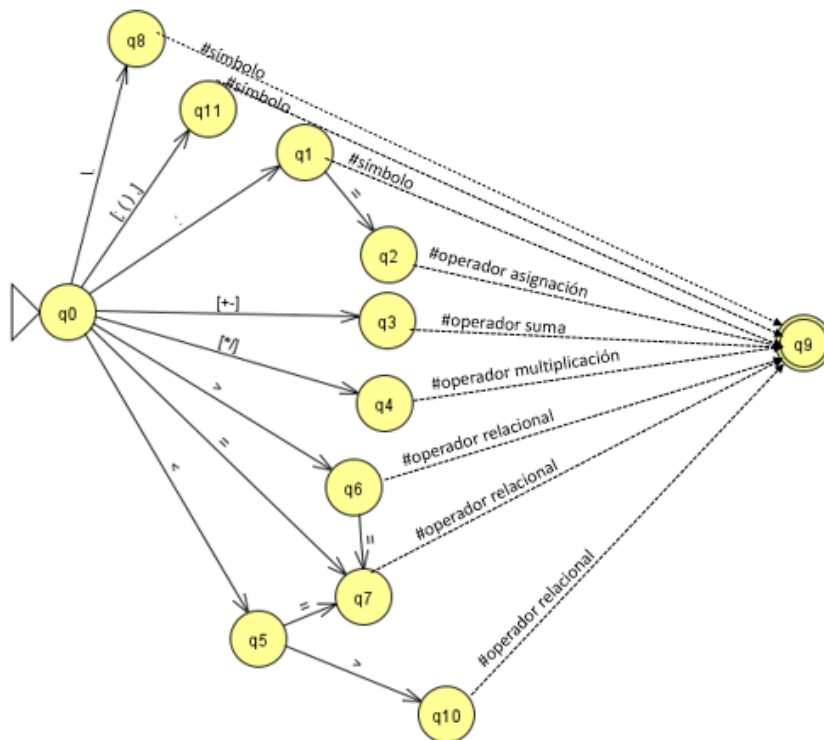 q8
#símbolo
#símbolo
q11
q1
#símbolo
[; ( ) ,]
=
q2
#operador asignación
q0
[+-]
q3
#operador suma
q9
[*/]
#operador multiplicación
q4
>
#operador relacional
<
=
q6
#operador relacional
=
q7
=
q5
#operador relacional
>
q10